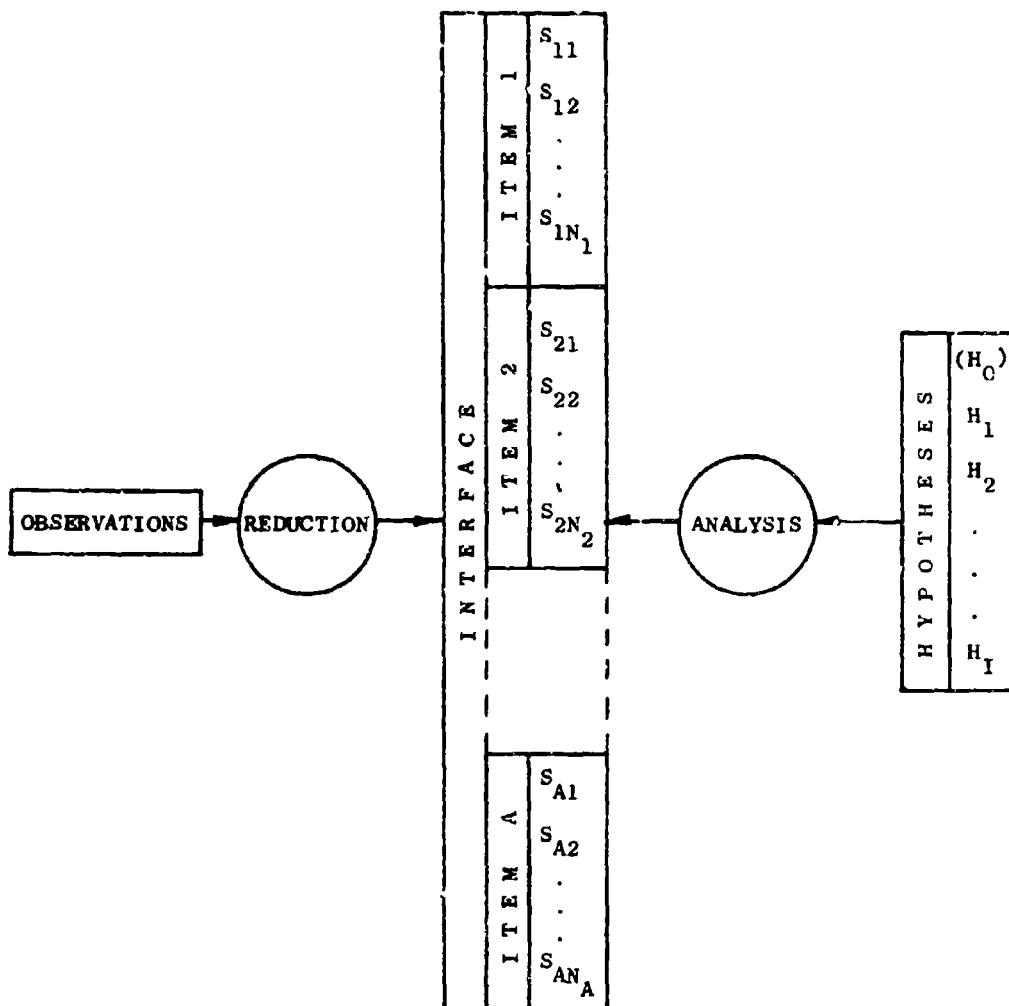 OBSERVATIONS
REDUCTION
INTERFACE
ITEM 1
S11
S12
.
.
.
S1N1
ITEM 2
S21
S22
.
.
.
S2N2
ITEM A
SA1
SA2
.
.
.
SANA
ANALYSIS
HYPOTHESES
(H0)
H1
H2
.
.
.
HI